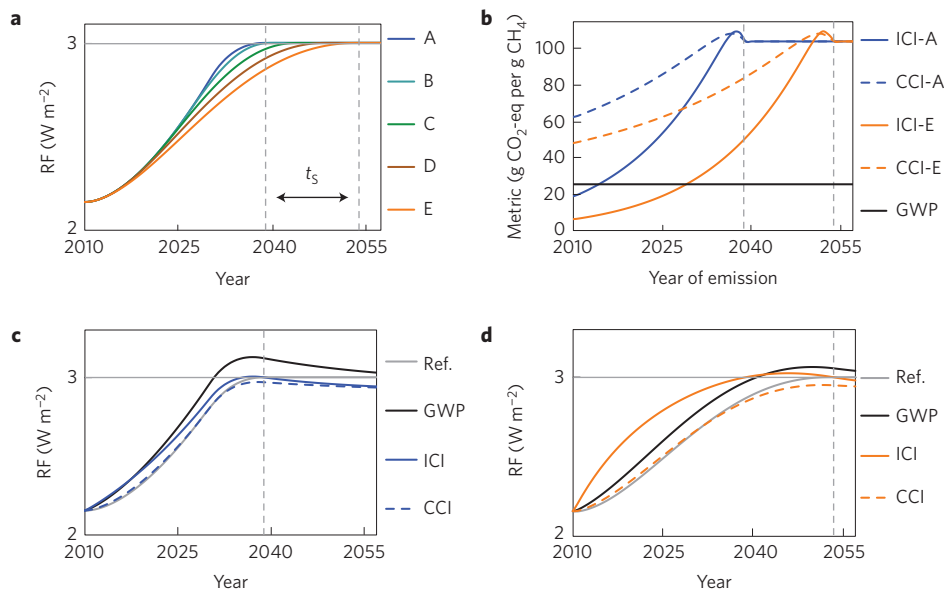 a
3
2
RF (W m⁻²)
2010
2025
2040
2055
Year
tS
A
B
C
D
E
b
Metric (g CO₂-eq per g CH₄)
100
80
60
40
20
0
2010
2025
2040
2055
Year of emission
ICI-A
CCI-A
ICI-E
CCI-E
GWP
c
3
2
RF (W m⁻²)
2010
2025
2040
2055
Year
Ref.
GWP
ICI
CCI
d
3
2
RF (W m⁻²)
2010
2025
2040
2055
Year
Ref.
GWP
ICI
CCI